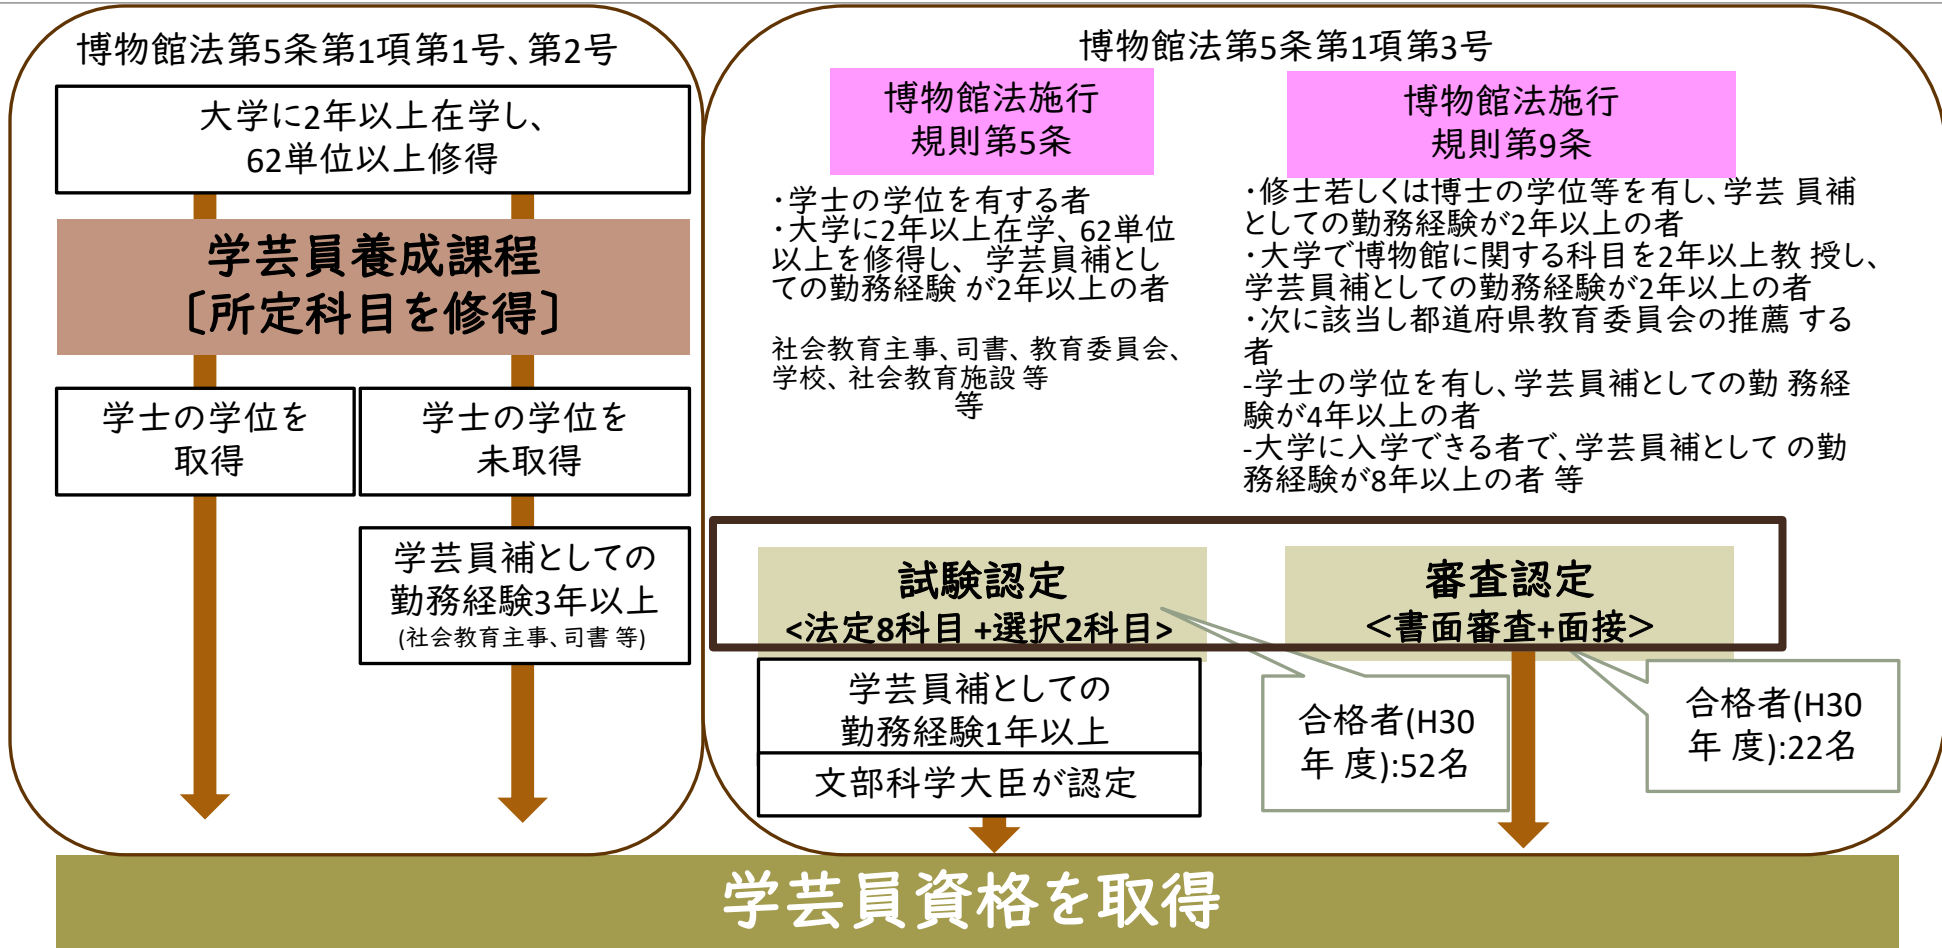 博物館法第5条第1項第1号、第2号
大学に2年以上在学し、
62単位以上修得
学芸員養成課程
〔所定科目を修得〕
学士の学位を
取得
学士の学位を
未取得
学芸員補としての
勤務経験3年以上
(社会教育主事、司書 等)
博物館法第5条第1項第3号
博物館法施行
規則第5条
・学士の学位を有する者
・大学に2年以上在学、62単位
以上を修得し、 学芸員補とし
ての勤務経験 が2年以上の者
社会教育主事、司書、教育委員会、
学校、社会教育施設 等
等
博物館法施行
規則第9条
・修士若しくは博士の学位等を有し、学芸 員補
としての勤務経験が2年以上の者
・大学で博物館に関する科目を2年以上教 授し、
学芸員補としての勤務経験が2年以上の者
・次に該当し都道府県教育委員会の推薦 する
者
-学士の学位を有し、学芸員補としての勤 務経
験が4年以上の者
-大学に入学できる者で、学芸員補として の勤
務経験が8年以上の者 等
試験認定
<法定8科目 +選択2科目>
学芸員補としての
勤務経験1年以上
文部科学大臣が認定
合格者(H30
年 度):52名
審査認定
<書面審査+面接>
合格者(H30
年 度):22名
学芸員資格を取得